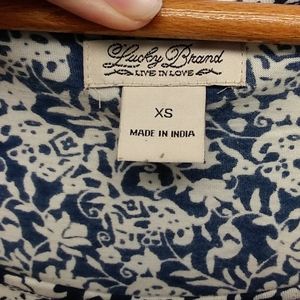 Lucky Brand
LIVE IN LOVE
XS
MADE IN INDIA